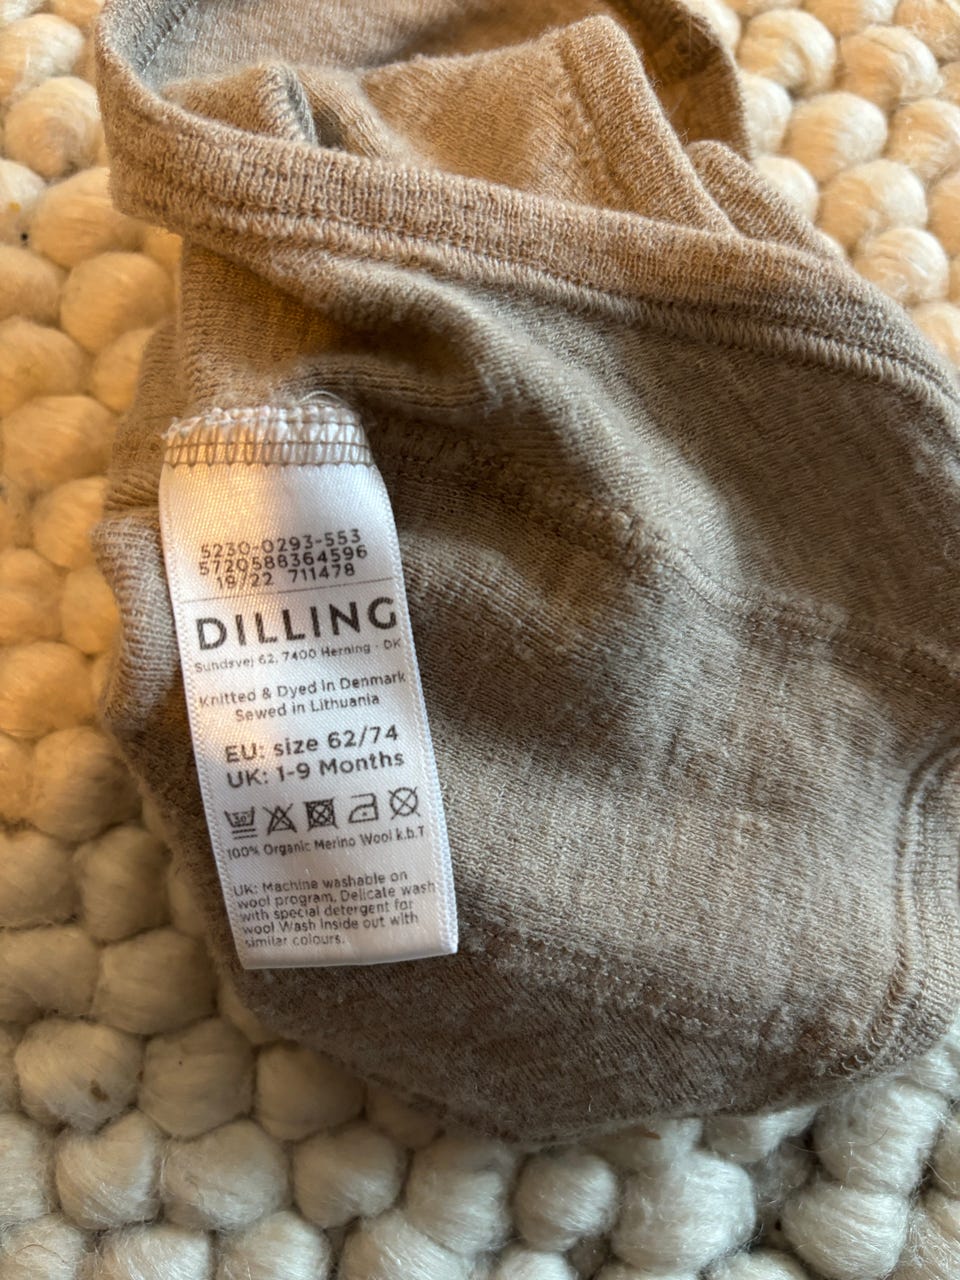 5230-0293-553
5720588364596
19/22 711478
DILLING
Sundsvej 62, 7400 Herning - DK
Knitted & Dyed in Denmark
Sewed in Lithuania
EU: size 62/74
UK: 1-9 Months
30°
100% Organic Merino Wool k.b.T
UK: Machine washable on
wool program. Delicate wash
with special detergent for
wool Wash inside out with
similar colours.